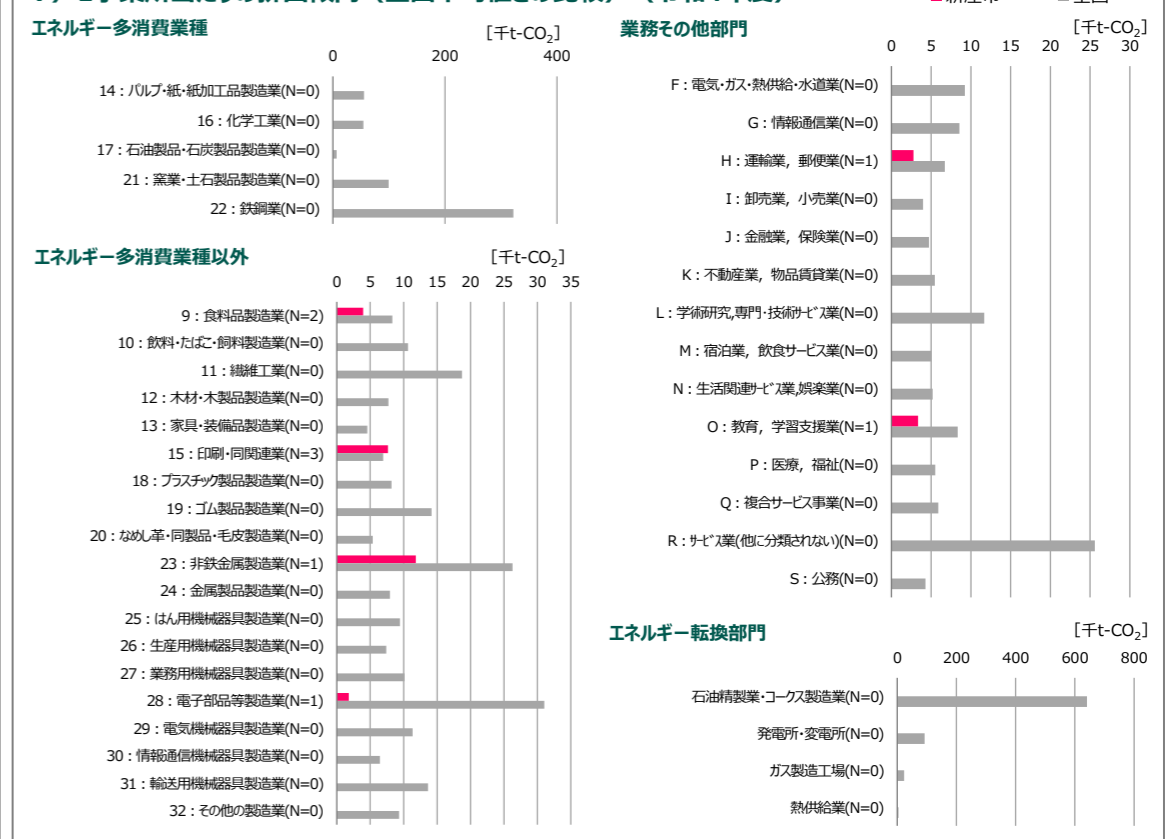 エネルギー多消費業種
[千t-CO2]
0 200 400
14：パルプ・紙・紙加工品製造業(N=0)
16：化学工業(N=0)
17：石油製品・石炭製品製造業(N=0)
21：窯業・土石製品製造業(N=0)
22：鉄鋼業(N=0)
エネルギー多消費業種以外
[千t-CO2]
0 5 10 15 20 25 30 35
9：食料品製造業(N=2)
10：飲料・たばこ・飼料製造業(N=0)
11：繊維工業(N=0)
12：木材・木製品製造業(N=0)
13：家具・装備品製造業(N=0)
15：印刷・同関連業(N=3)
18：プラスチック製品製造業(N=0)
19：ゴム製品製造業(N=0)
20：なめし革・同製品・毛皮製造業(N=0)
23：非鉄金属製造業(N=1)
24：金属製品製造業(N=0)
25：はん用機械器具製造業(N=0)
26：生産用機械器具製造業(N=0)
27：業務用機械器具製造業(N=0)
28：電子部品等製造業(N=1)
29：電気機械器具製造業(N=0)
30：情報通信機械器具製造業(N=0)
31：輸送用機械器具製造業(N=0)
32：その他の製造業(N=0)
業務その他部門
[千t-CO2]
0 5 10 15 20 25 30
F：電気・ガス・熱供給・水道業(N=0)
G：情報通信業(N=0)
H：運輸業，郵便業(N=1)
I：卸売業，小売業(N=0)
J：金融業，保険業(N=0)
K：不動産業，物品賃貸業(N=0)
L：学術研究,専門・技術サービス業(N=0)
M：宿泊業，飲食サービス業(N=0)
N：生活関連サービス業,娯楽業(N=0)
O：教育，学習支援業(N=1)
P：医療，福祉(N=0)
Q：複合サービス事業(N=0)
R：サービス業(他に分類されない)(N=0)
S：公務(N=0)
エネルギー転換部門
[千t-CO2]
0 200 400 600 800
石油精製業・コークス製造業(N=0)
発電所・変電所(N=0)
ガス製造工場(N=0)
熱供給業(N=0)